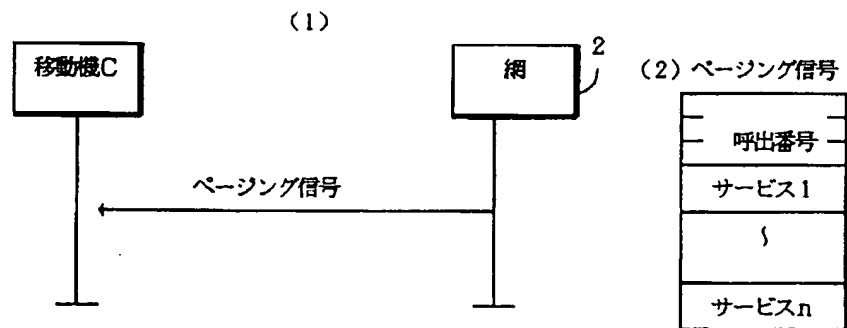 (1)
移動機C
網
2
ページング信号
(2)ページング信号
呼出番号
サービス1
〜
サービスn